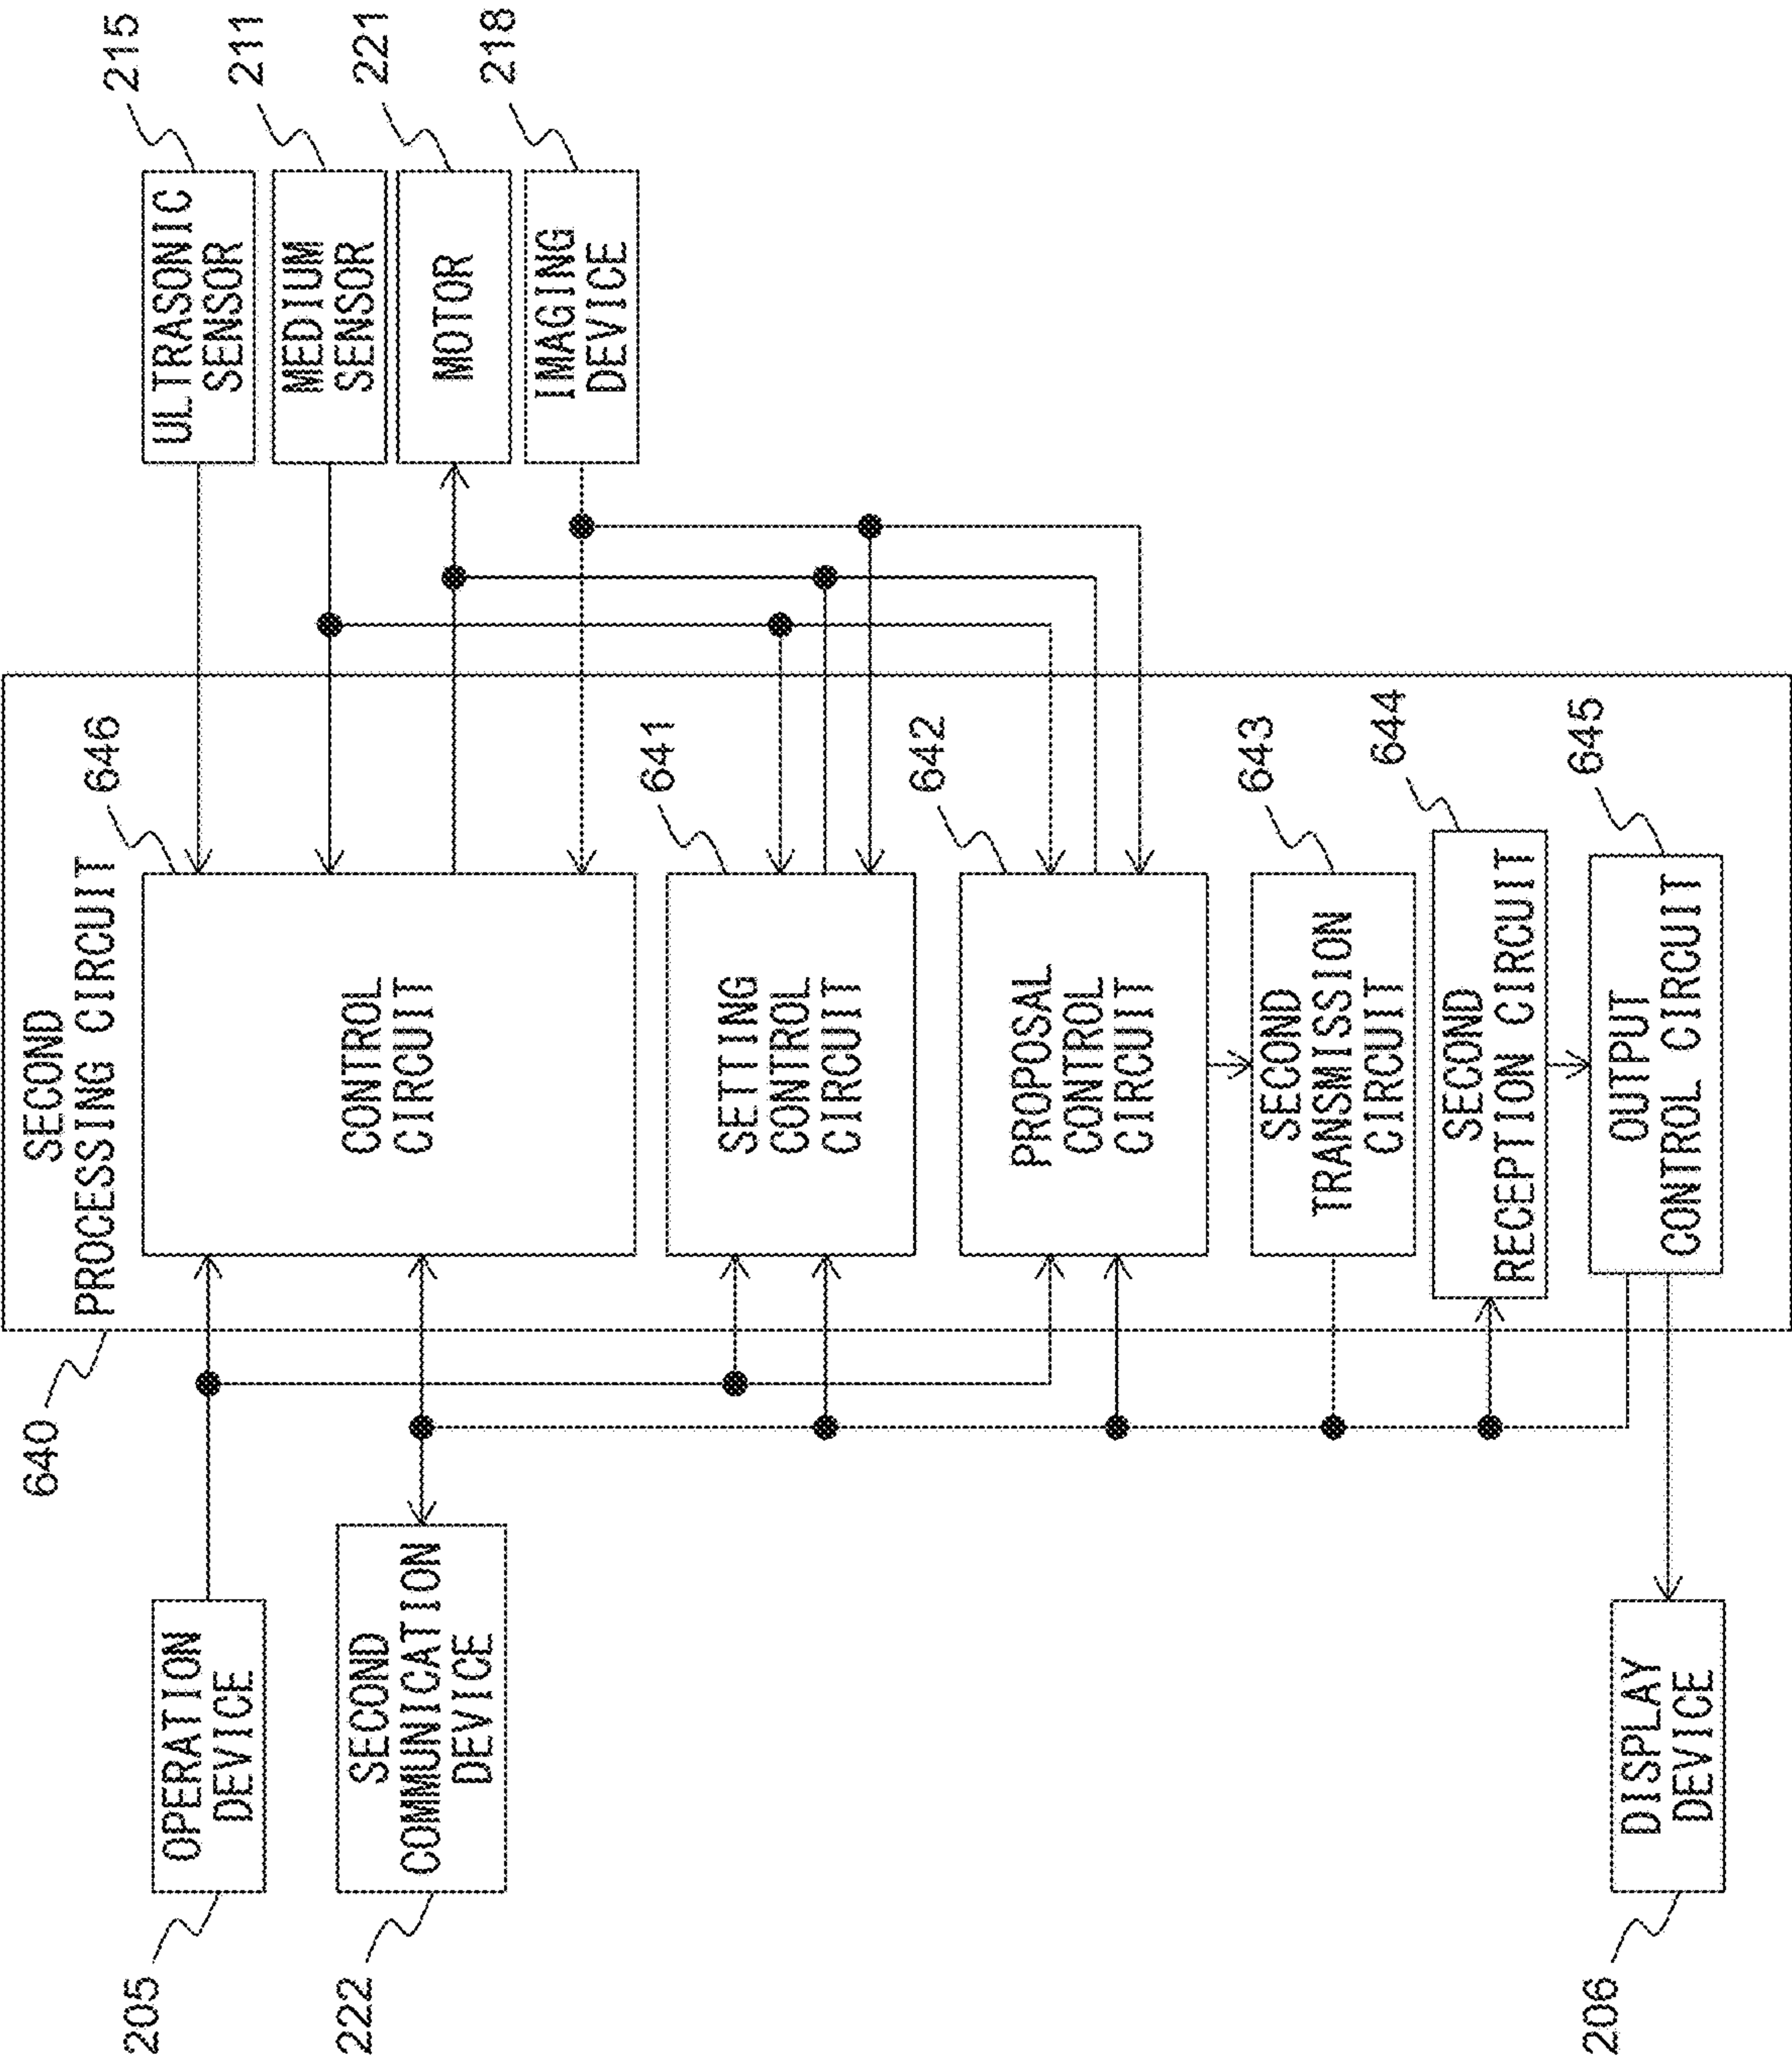 640
SECOND
PROCESSING CIRCUIT
205
OPERATION
DEVICE
646
CONTROL
CIRCUIT
ULTRASONIC
SENSOR
215
MEDIUM
SENSOR
211
222
SECOND
COMMUNICATION
DEVICE
MOTOR
221
IMAGING
DEVICE
218
641
SETTING
CONTROL
CIRCUIT
642
PROPOSAL
CONTROL
CIRCUIT
643
SECOND
TRANSMISSION
CIRCUIT
644
SECOND
RECEPTION CIRCUIT
645
OUTPUT
CONTROL CIRCUIT
206
DISPLAY
DEVICE